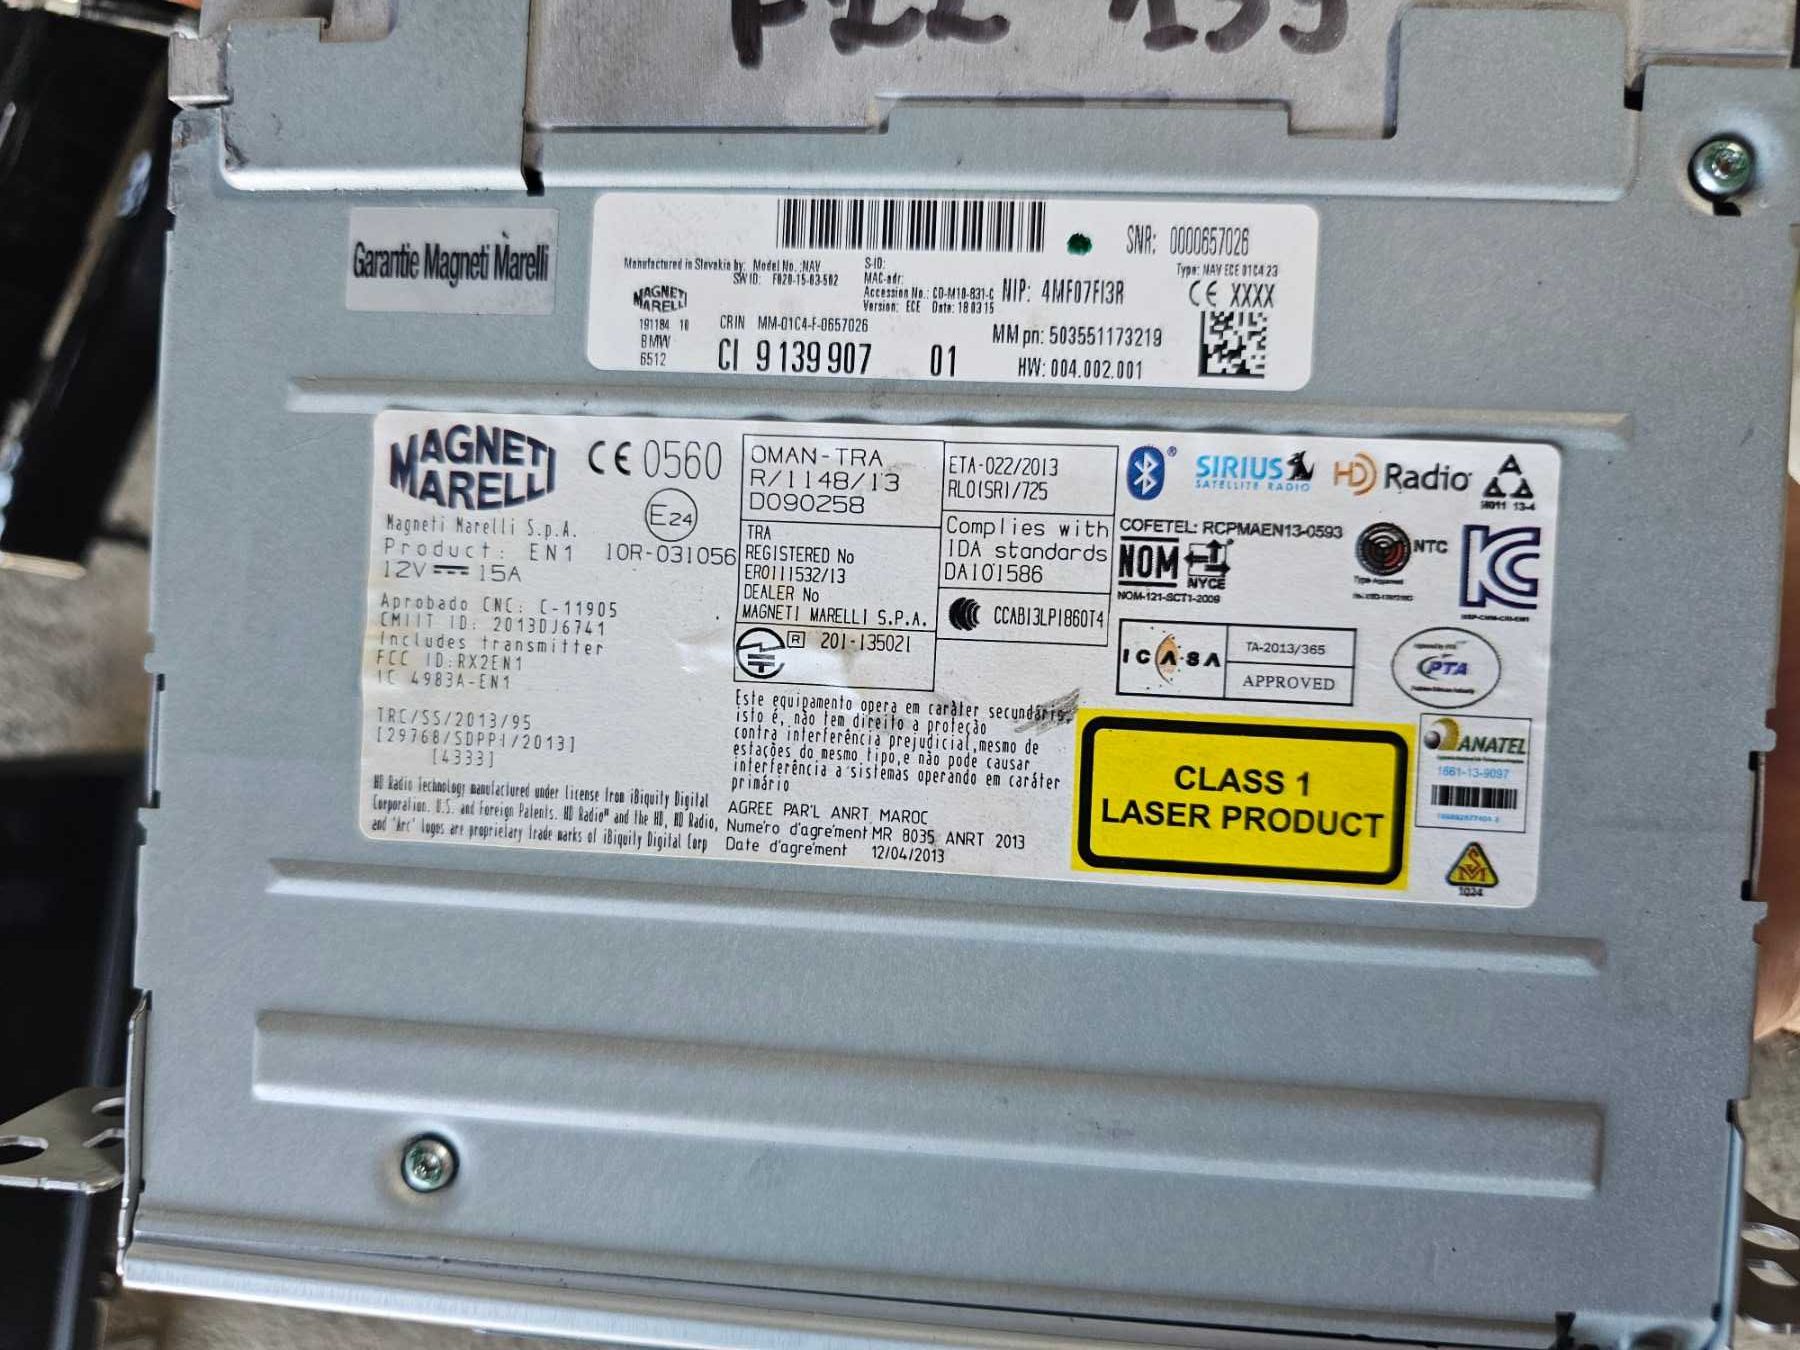 Garantie Magneti Marelli
SNR: 0000657026
Manufactured in Slovakia by:
Model No.: NAV
SW ID: F020-15-03-502
S-ID:
MAC-adr:
Accession No.: CD-M10-831-C
Version: ECE Date: 18 03 15
NIP: 4MF07FI3R
Type: NAV ECE 01C4 23
CE XXXX
MAGNETI
MARELLI
191184 10
BMW
6512
CRIN MM-01C4-F-0657026
CI 9 139 907 01
MM pn: 503551173219
HW: 004.002.001
MAGNETI
MARELLI
CE 0560
E24
Magneti Marelli S.p.A.
Product: EN1 10R-031056
12V 15A
Aprobado CNC: C-11905
CMIIT ID: 2013DJ6741
Includes transmitter
FCC ID:RX2EN1
IC 4983A-EN1
TRC/SS/2013/95
[29768/SDPPI/2013]
[4333]
HD Radio Technology manufactured under License from iBiquity Digital
Corporation. U.S. and Foreign Patents. HD Radio™ and the HD, HD Radio,
and "Arc" logos are proprietary trade marks of iBiquity Digital Corp
OMAN-TRA
R/1148/13
D090258
TRA
REGISTERED No
ER0111532/13
DEALER No
MAGNETI MARELLI S.P.A.
R 201-135021
ETA-022/2013
RLO(SR)/725
Complies with
IDA standards
DA101586
CCAB13LP1860T4
Este equipamento opera em caráter secundário,
isto é, não tem direito a proteção
contra interferência prejudicial,mesmo de
estações do mesmo tipo,e não pode causar
interferência a sistemas operando em caráter
primário
AGREE PAR'L ANRT MAROC
Numéro d'agrément MR 8035 ANRT 2013
Date d'agrément 12/04/2013
SIRIUS
SATELLITE RADIO
HD Radio
COFETEL: RCPMAEN13-0593
NOM
NYCE
NOM-121-SCT1-2009
NTC
Type Approved
ICASA
TA-2013/365
APPROVED
PTA
CLASS 1
LASER PRODUCT
ANATEL
1661-13-9097
1024